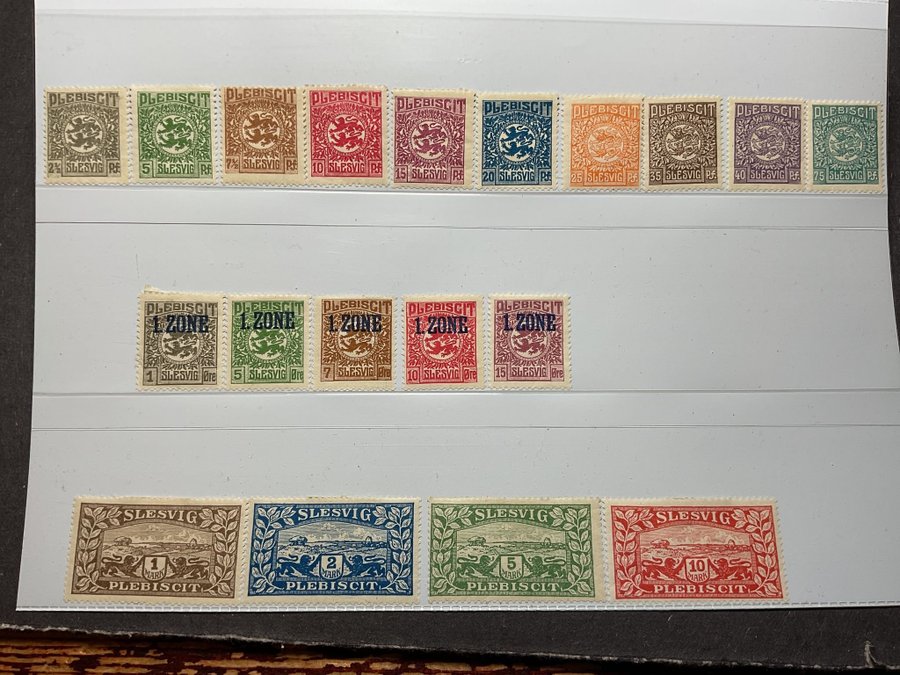 PLEBISCIT
2½ SLESVIG Pf.
PLEBISCIT
5 SLESVIG Pf.
PLEBISCIT
7½ SLESVIG Pf.
PLEBISCIT
10 SLESVIG Pf.
PLEBISCIT
15 SLESVIG Pf.
PLEBISCIT
20 SLESVIG Pf.
PLEBISCIT
25 SLESVIG Pf.
PLEBISCIT
35 SLESVIG Pf.
PLEBISCIT
40 SLESVIG Pf.
PLEBISCIT
75 SLESVIG Pf.
PLEBISCIT
1. ZONE
1 SLESVIG Øre
PLEBISCIT
1. ZONE
5 SLESVIG Øre
PLEBISCIT
1. ZONE
7 SLESVIG Øre
PLEBISCIT
1. ZONE
10 SLESVIG Øre
PLEBISCIT
1. ZONE
15 SLESVIG Øre
SLESVIG
1
MARK
PLEBISCIT.
SLESVIG
2
MARK
PLEBISCIT.
SLESVIG
5
MARK
PLEBISCIT.
SLESVIG
10
MARK
PLEBISCIT.